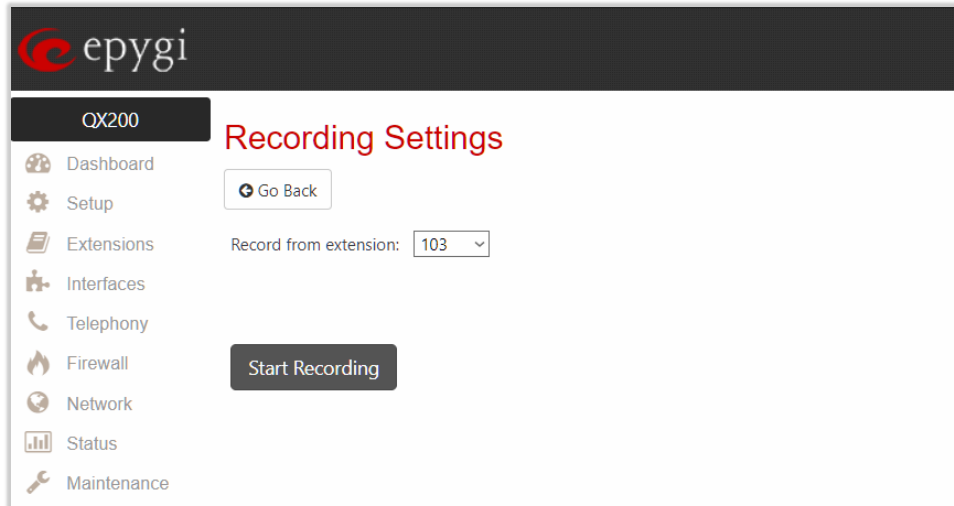 epygi
QX200
Dashboard
Setup
Extensions
Interfaces
Telephony
Firewall
Network
Status
Maintenance
Recording Settings
Go Back
Record from extension: 103
Start Recording